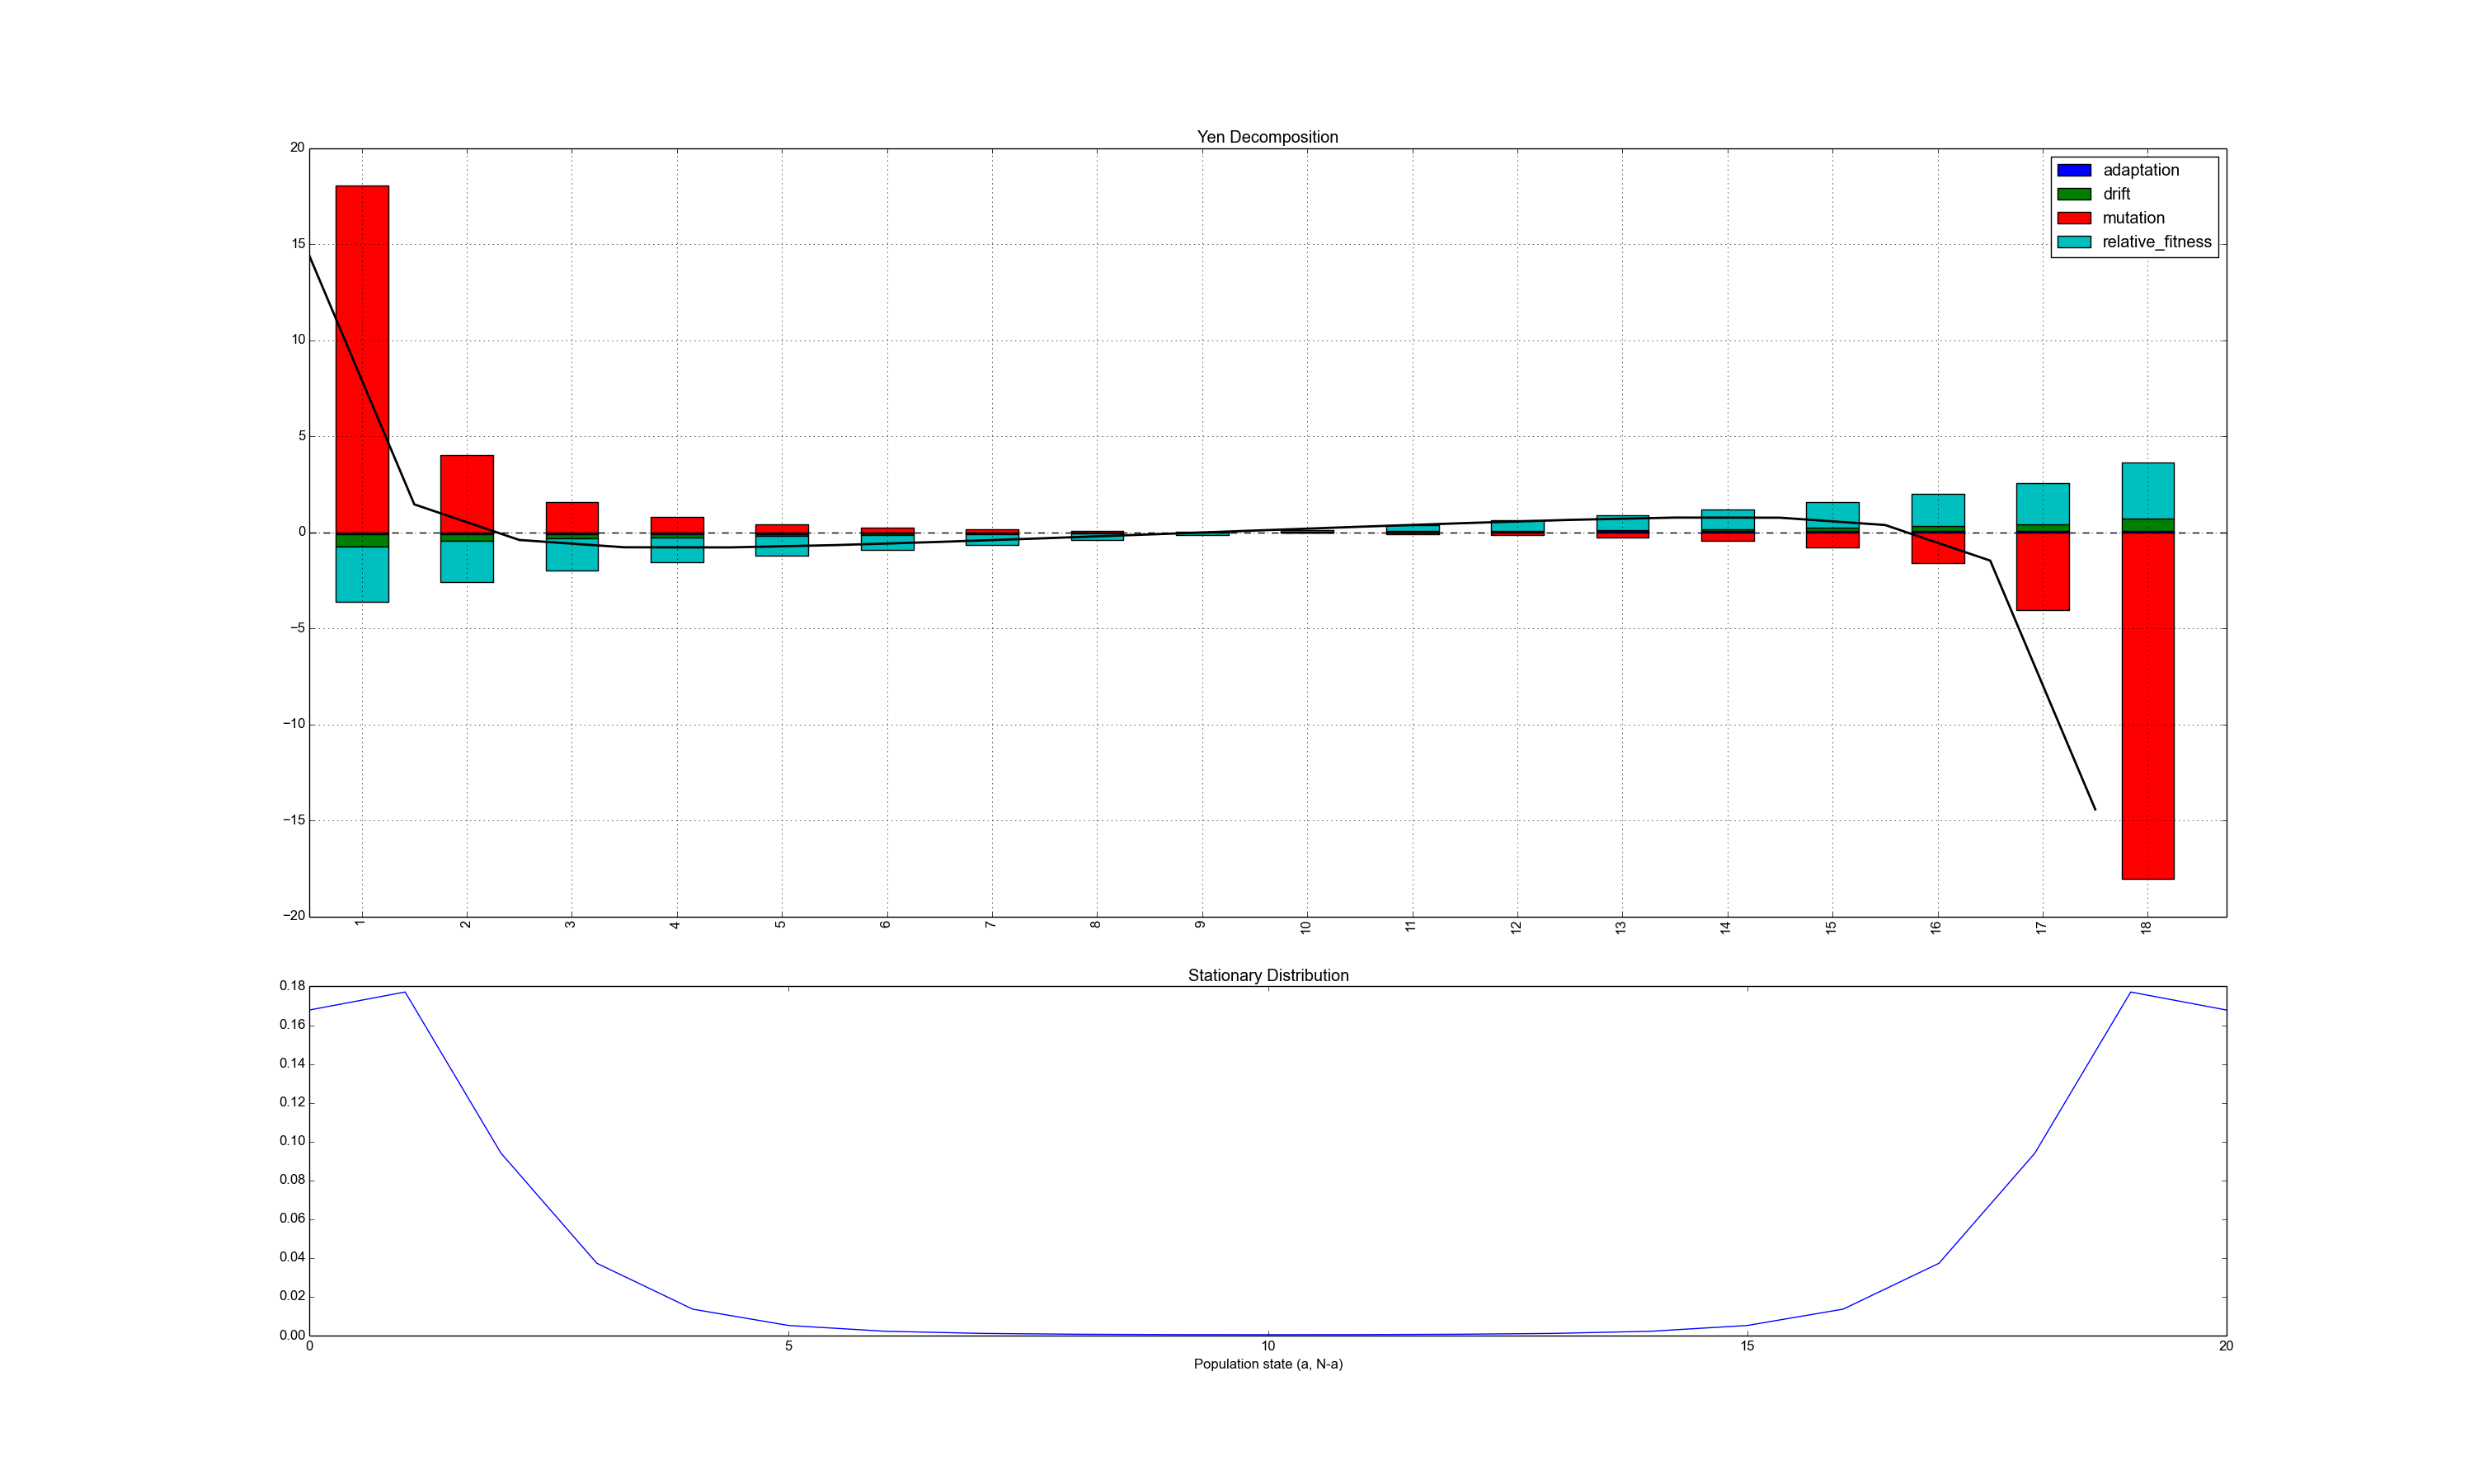 Yen Decomposition
20
15
10
5
0
−5
−10
−15
−20
adaptation
drift
mutation
relative_fitness
1 2 3 4 5 6 7 8 9 10 11 12 13 14 15 16 17 18
Stationary Distribution
0.18
0.16
0.14
0.12
0.10
0.08
0.06
0.04
0.02
0.00
0 5 10 15 20
Population state (a, N-a)